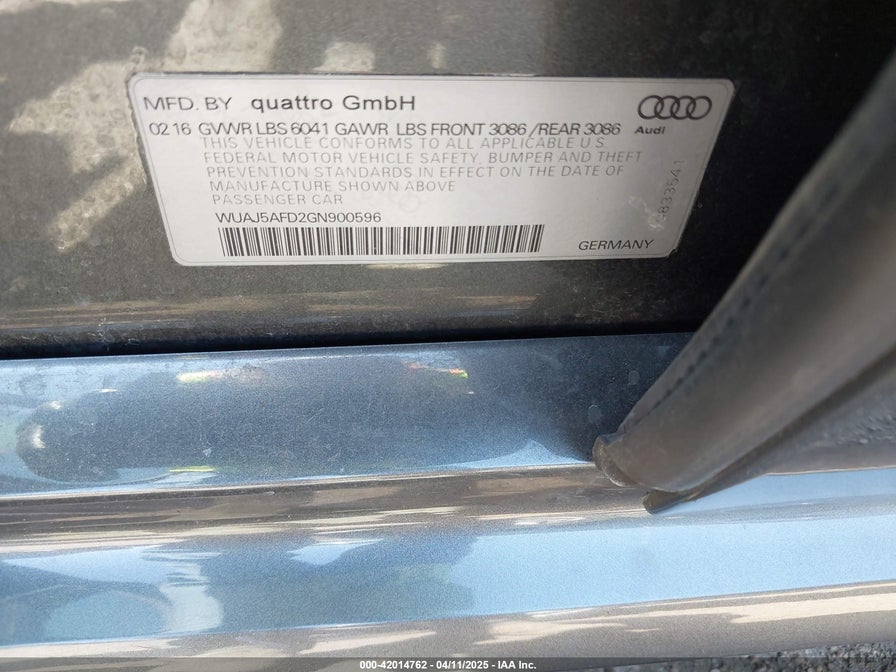 MFD. BY quattro GmbH
02 16 GVWR LBS 6041 GAWR LBS FRONT 3086 / REAR 3086 Audi
THIS VEHICLE CONFORMS TO ALL APPLICABLE U.S
FEDERAL MOTOR VEHICLE SAFETY, BUMPER AND THEFT
PREVENTION STANDARDS IN EFFECT ON THE DATE OF
MANUFACTURE SHOWN ABOVE
PASSENGER CAR
WUAJ5AFD2GN900596
GERMANY
000-42014762 - 04/11/2025 - IAA Inc.